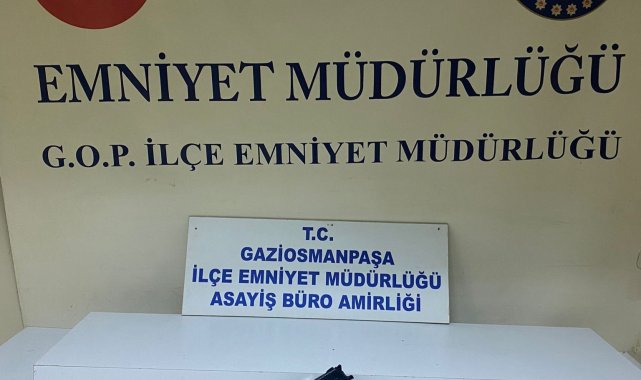 EMNİYET MÜDÜRLÜĞÜ
G.O.P. İLÇE EMNİYET MÜDÜRLÜĞÜ
T.C.
GAZİOSMANPAŞA
İLÇE EMNİYET MÜDÜRLÜĞÜ
ASAYİŞ BÜRO AMİRLİĞİ